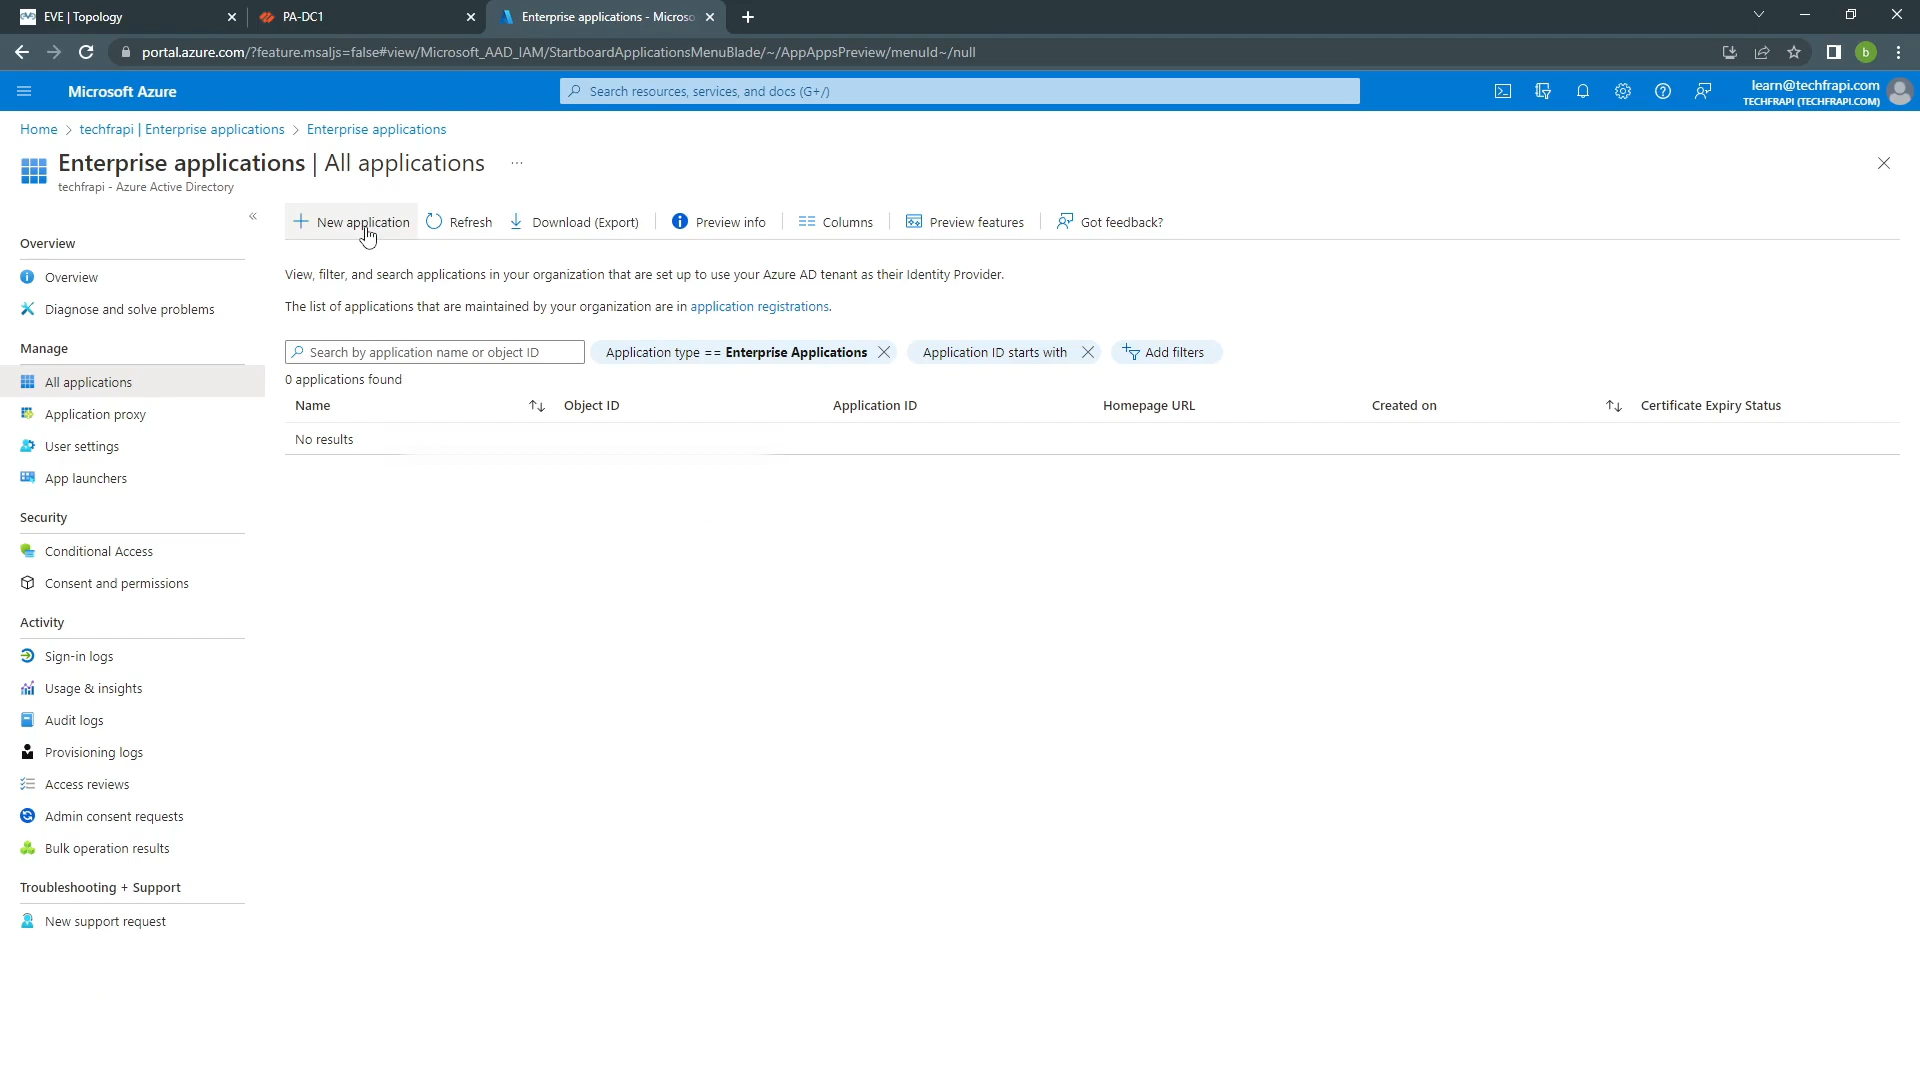 EVE | Topology
PA-DC1
Enterprise applications - Microso
portal.azure.com/?feature.msaljs=false#view/Microsoft_AAD_IAM/StartboardApplicationsMenuBlade/~/AppAppsPreview/menuId~/null
b
Microsoft Azure
Search resources, services, and docs (G+/)
learn@techfrapi.com
TECHFRAPI (TECHFRAPI.COM)
Home > techfrapi | Enterprise applications > Enterprise applications
Enterprise applications | All applications ...
techfrapi - Azure Active Directory
«
New application
Refresh
Download (Export)
Preview info
Columns
Preview features
Got feedback?
Overview
Overview
Diagnose and solve problems
Manage
All applications
Application proxy
User settings
App launchers
Security
Conditional Access
Consent and permissions
Activity
Sign-in logs
Usage & insights
Audit logs
Provisioning logs
Access reviews
Admin consent requests
Bulk operation results
Troubleshooting + Support
New support request
View, filter, and search applications in your organization that are set up to use your Azure AD tenant as their Identity Provider.
The list of applications that are maintained by your organization are in application registrations.
Search by application name or object ID
Application type == Enterprise Applications
Application ID starts with
Add filters
0 applications found
Name
Object ID
Application ID
Homepage URL
Created on
Certificate Expiry Status
No results